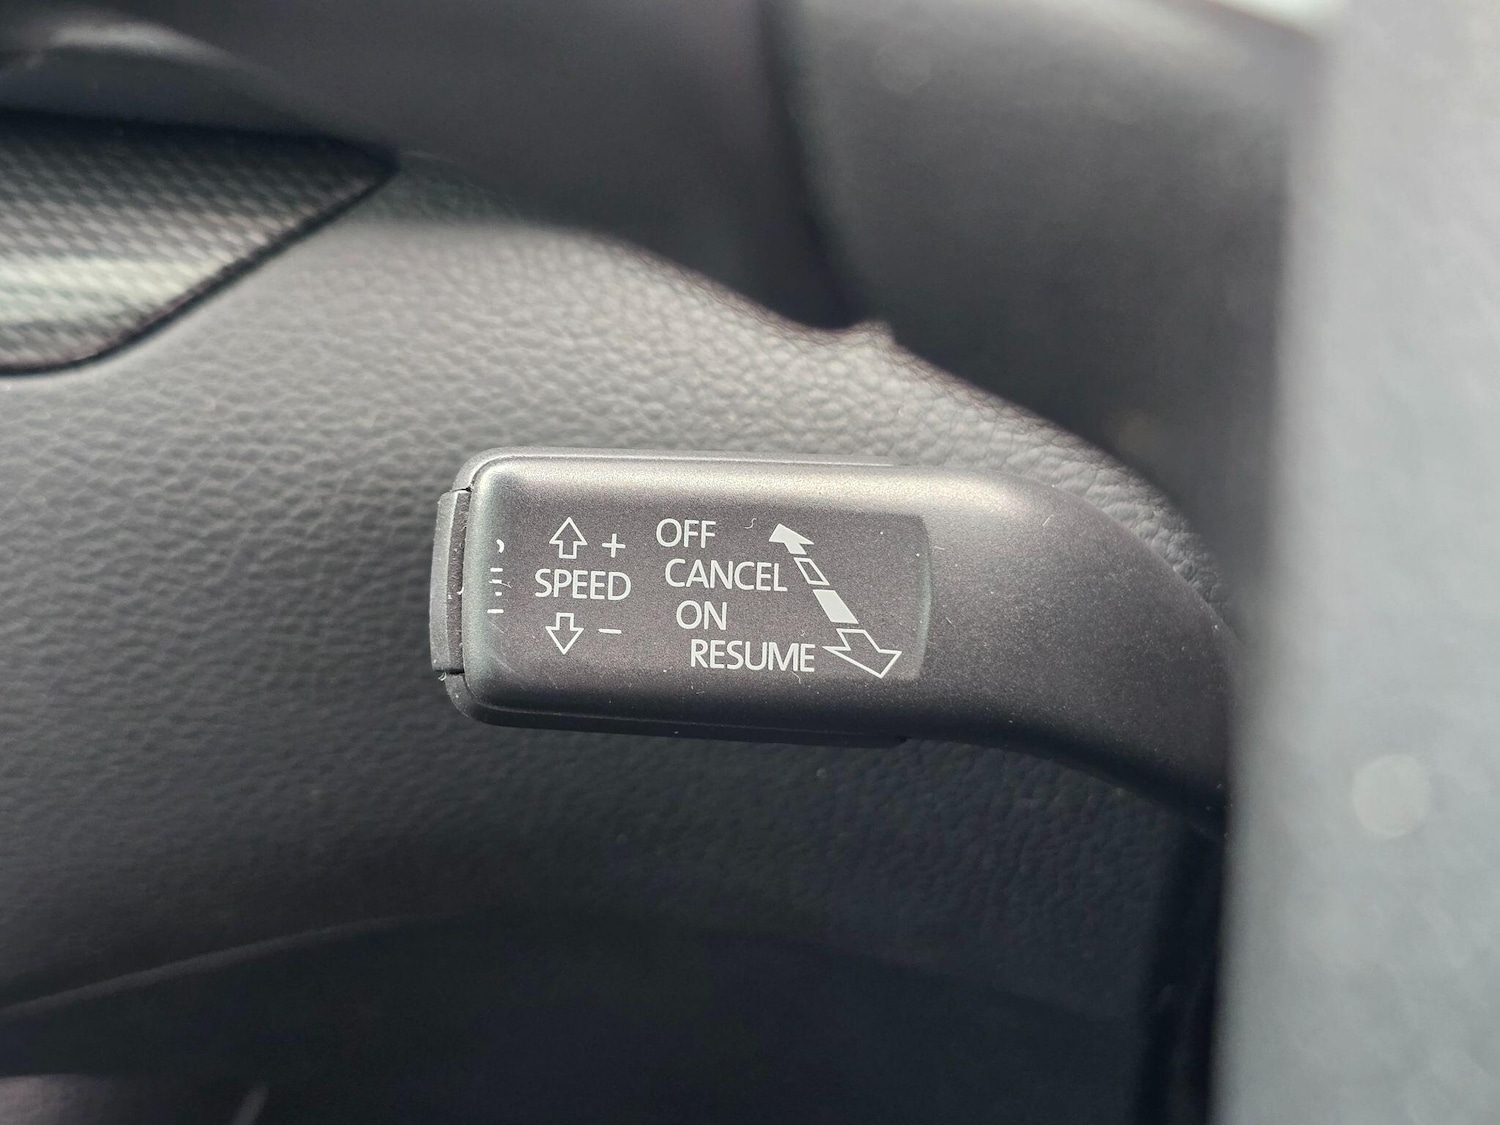 +
SPEED
−
OFF
CANCEL
ON
RESUME